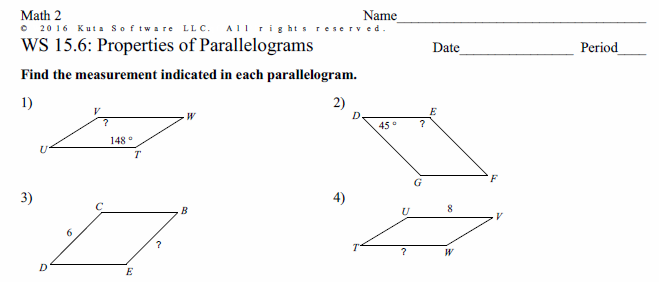 Math 2 Name
© 2016 Kuta Software LLC. All rights reserved.
WS 15.6: Properties of Parallelograms Date Period
Find the measurement indicated in each parallelogram.
1) 2)
V ? W
148 °
U T
D E
45 ° ?
G F
3) 4)
C B
6 ?
D E
U 8 V
T ? W